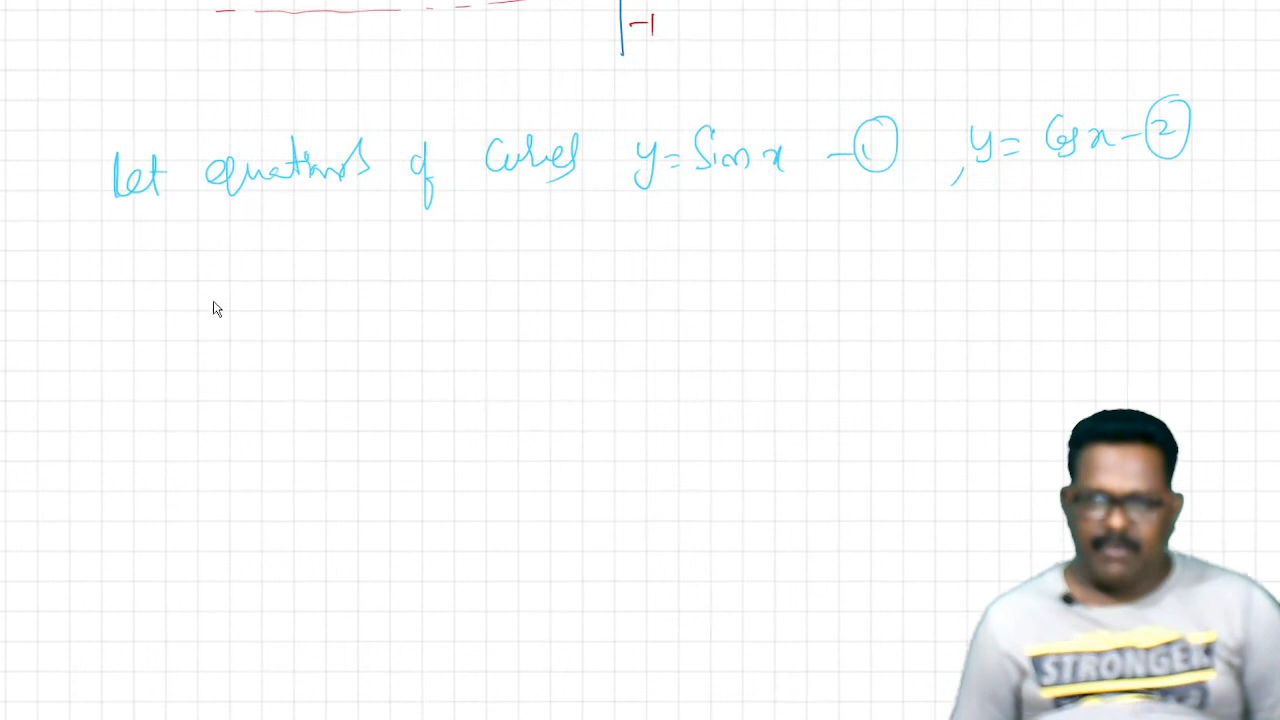 -1
Let equations of curves y = Sin x - ① , y = Cos x - ②
STRONGER